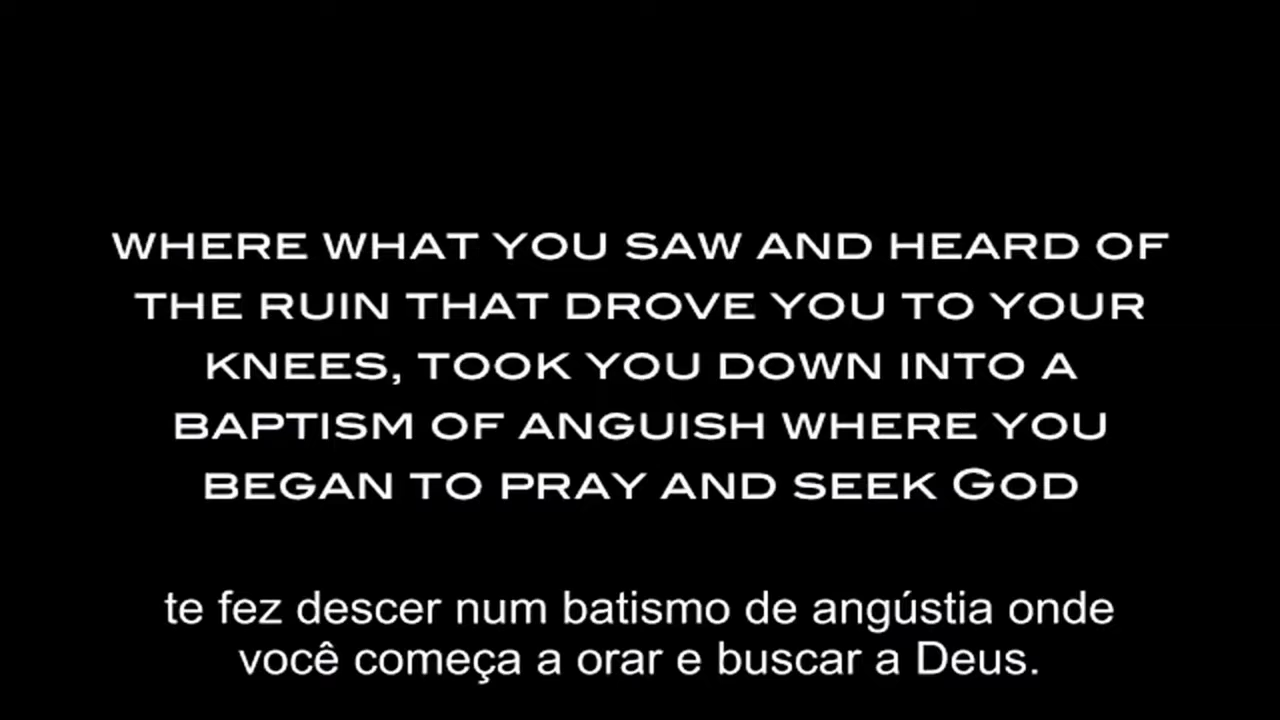 WHERE WHAT YOU SAW AND HEARD OF
THE RUIN THAT DROVE YOU TO YOUR
KNEES, TOOK YOU DOWN INTO A
BAPTISM OF ANGUISH WHERE YOU
BEGAN TO PRAY AND SEEK GOD
te fez descer num batismo de angústia onde
você começa a orar e buscar a Deus.